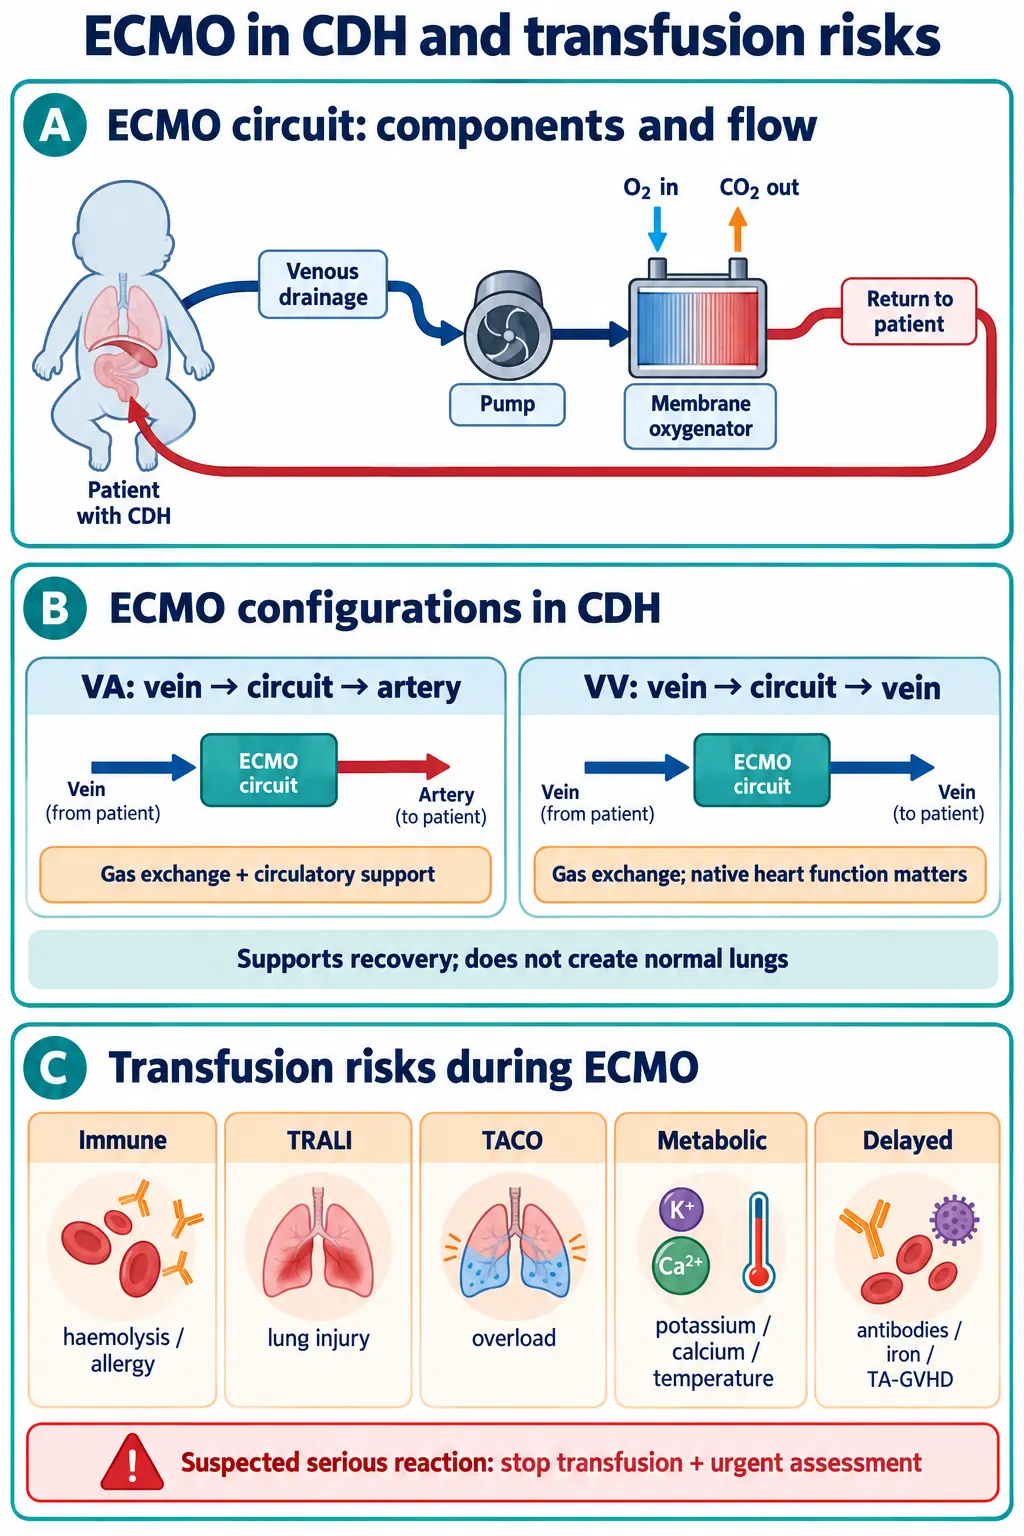 ECMO in CDH and transfusion risks
A
ECMO circuit: components and flow
O₂ in
CO₂ out
Venous
drainage
Return to
patient
Pump
Membrane
oxygenator
Patient
with CDH
B
ECMO configurations in CDH
VA: vein → circuit → artery
ECMO
circuit
Vein
(from patient)
Artery
(to patient)
Gas exchange + circulatory support
VV: vein → circuit → vein
ECMO
circuit
Vein
(from patient)
Vein
(to patient)
Gas exchange; native heart function matters
Supports recovery; does not create normal lungs
C
Transfusion risks during ECMO
Immune
haemolysis /
allergy
TRALI
lung injury
TACO
overload
Metabolic
K⁺
Ca²⁺
potassium /
calcium /
temperature
Delayed
antibodies /
iron /
TA-GVHD
!
Suspected serious reaction: stop transfusion + urgent assessment